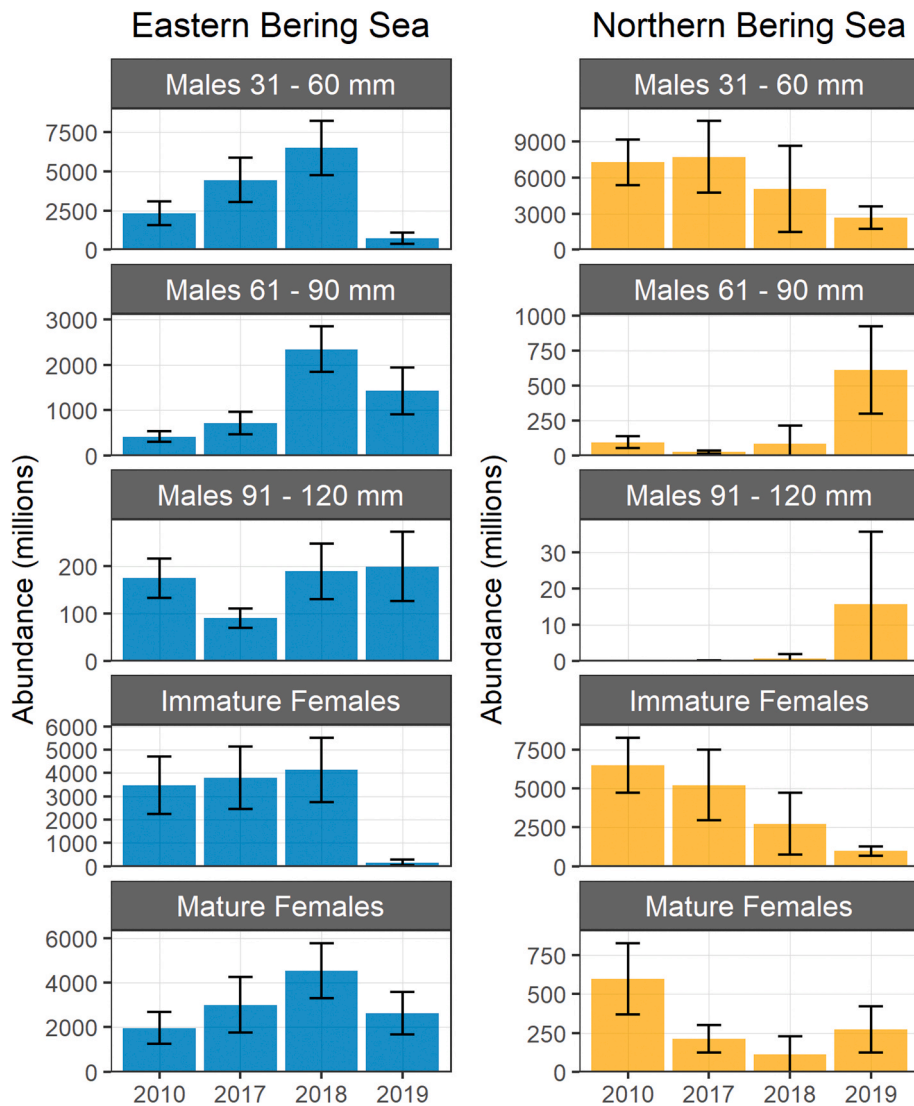 Eastern Bering Sea
Northern Bering Sea
Males 31 - 60 mm
7500
5000
2500
0
Males 31 - 60 mm
9000
6000
3000
0
Males 61 - 90 mm
3000
2000
1000
0
Males 61 - 90 mm
1000
750
500
250
0
Males 91 - 120 mm
200
100
0
Males 91 - 120 mm
30
20
10
0
Immature Females
6000
5000
4000
3000
2000
1000
0
Immature Females
7500
5000
2500
0
Mature Females
6000
4000
2000
0
Mature Females
750
500
250
0
Abundance (millions)
Abundance (millions)
2010 2017 2018 2019
2010 2017 2018 2019